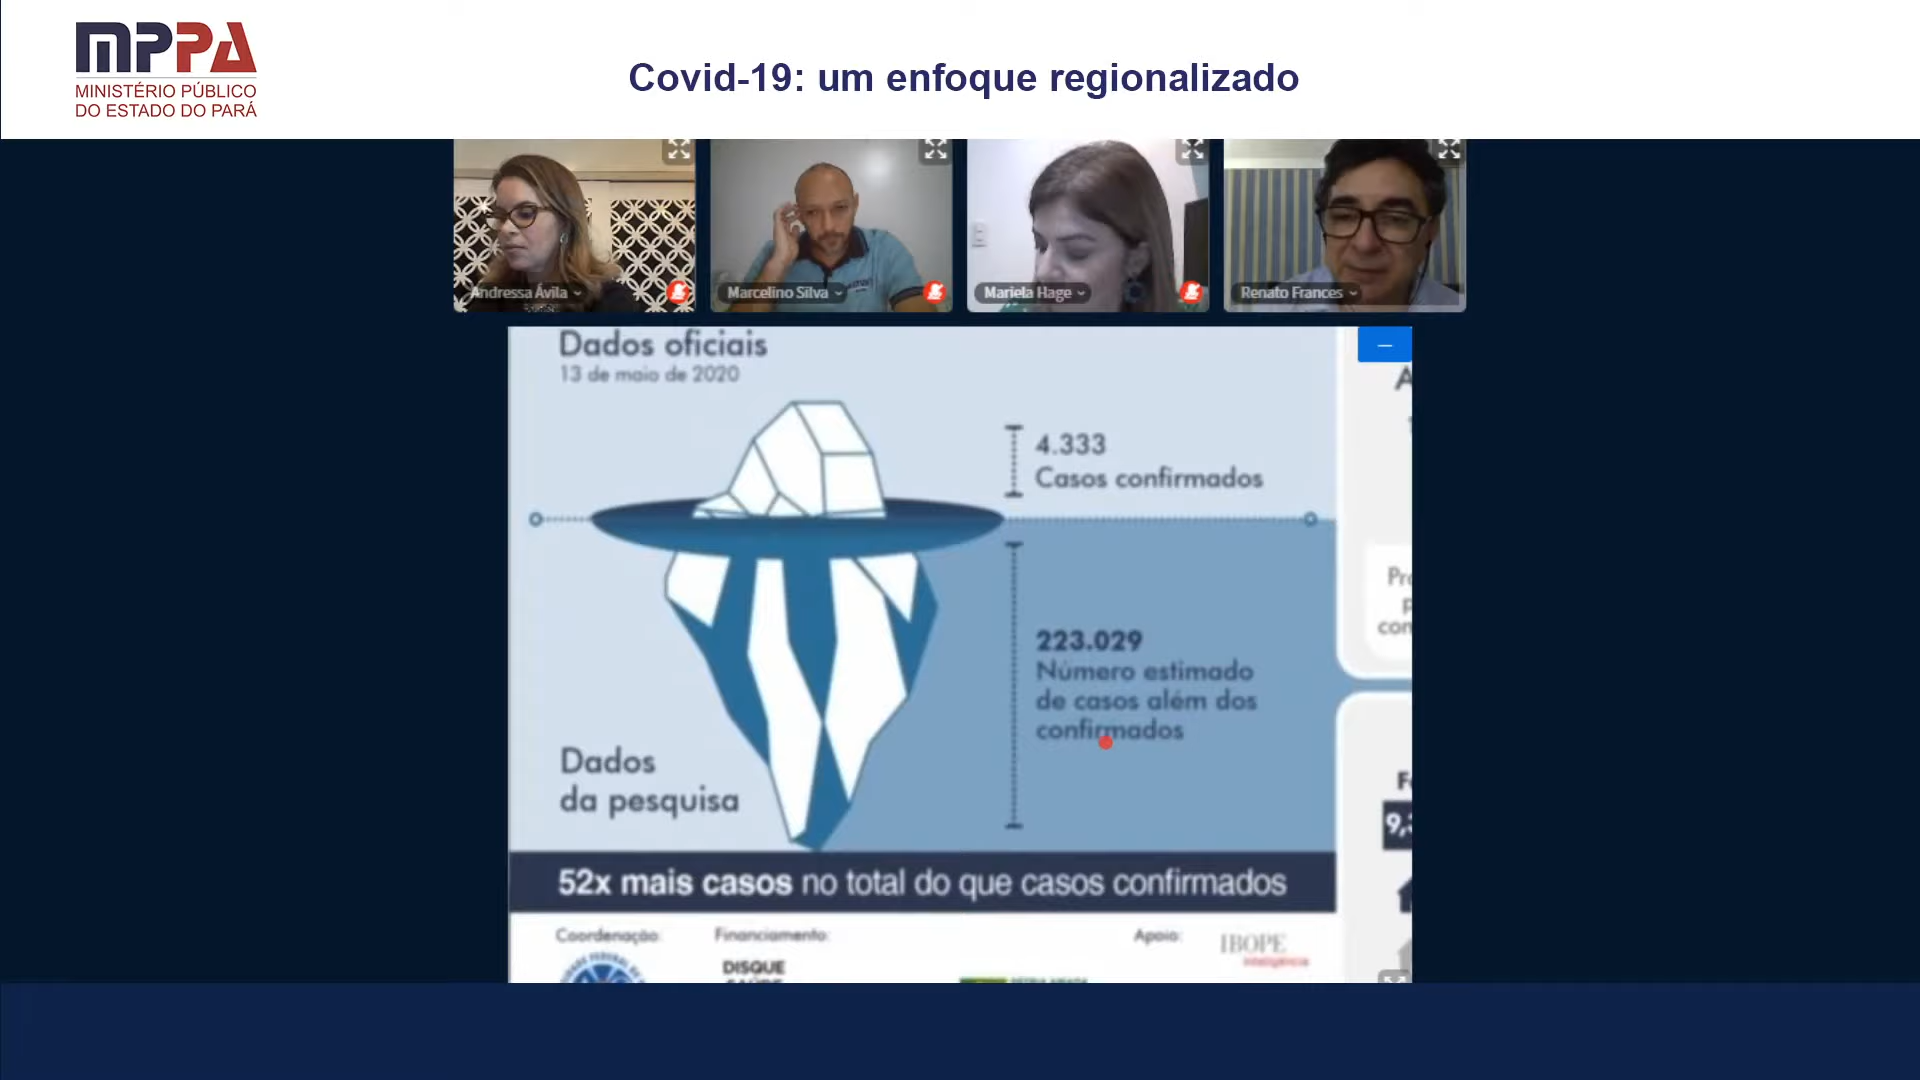 MPPA
MINISTÉRIO PÚBLICO
DO ESTADO DO PARÁ
Covid-19: um enfoque regionalizado
Andressa Ávila
Marcelino Silva
Mariela Hage
Renato Frances
Dados oficiais
13 de maio de 2020
4.333
Casos confirmados
223.029
Número estimado
de casos além dos
confirmados
Dados
da pesquisa
52x mais casos no total do que casos confirmados
Coordenação:
Financiamento:
Apoio:
IBOPE
inteligência
DISQUE
SAÚDE